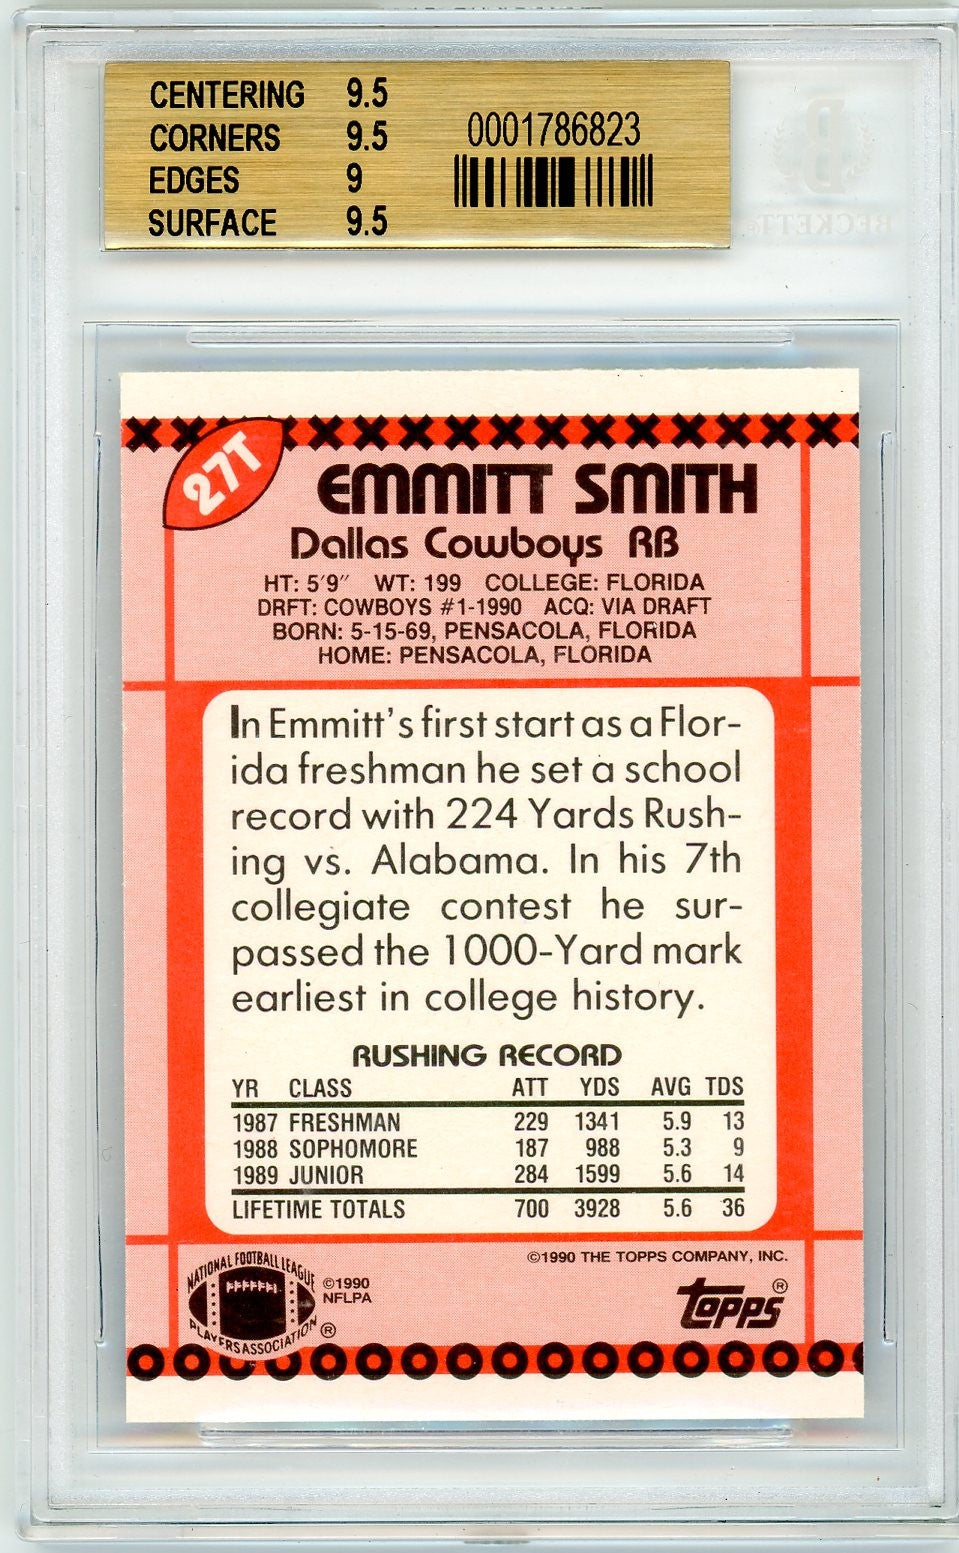 CENTERING 9.5
CORNERS 9.5
EDGES 9
SURFACE 9.5
0001786823
BECKETT
27T
EMMITT SMITH
Dallas Cowboys RB
HT: 5'9" WT: 199 COLLEGE: FLORIDA
DRFT: COWBOYS #1-1990 ACQ: VIA DRAFT
BORN: 5-15-69, PENSACOLA, FLORIDA
HOME: PENSACOLA, FLORIDA
In Emmitt's first start as a Flor-
ida freshman he set a school
record with 224 Yards Rush-
ing vs. Alabama. In his 7th
collegiate contest he sur-
passed the 1000-Yard mark
earliest in college history.
RUSHING RECORD
YR CLASS ATT YDS AVG TDS
1987 FRESHMAN 229 1341 5.9 13
1988 SOPHOMORE 187 988 5.3 9
1989 JUNIOR 284 1599 5.6 14
LIFETIME TOTALS 700 3928 5.6 36
©1990 THE TOPPS COMPANY, INC.
NATIONAL FOOTBALL LEAGUE
PLAYERS ASSOCIATION ®
©1990
NFLPA
topps ®